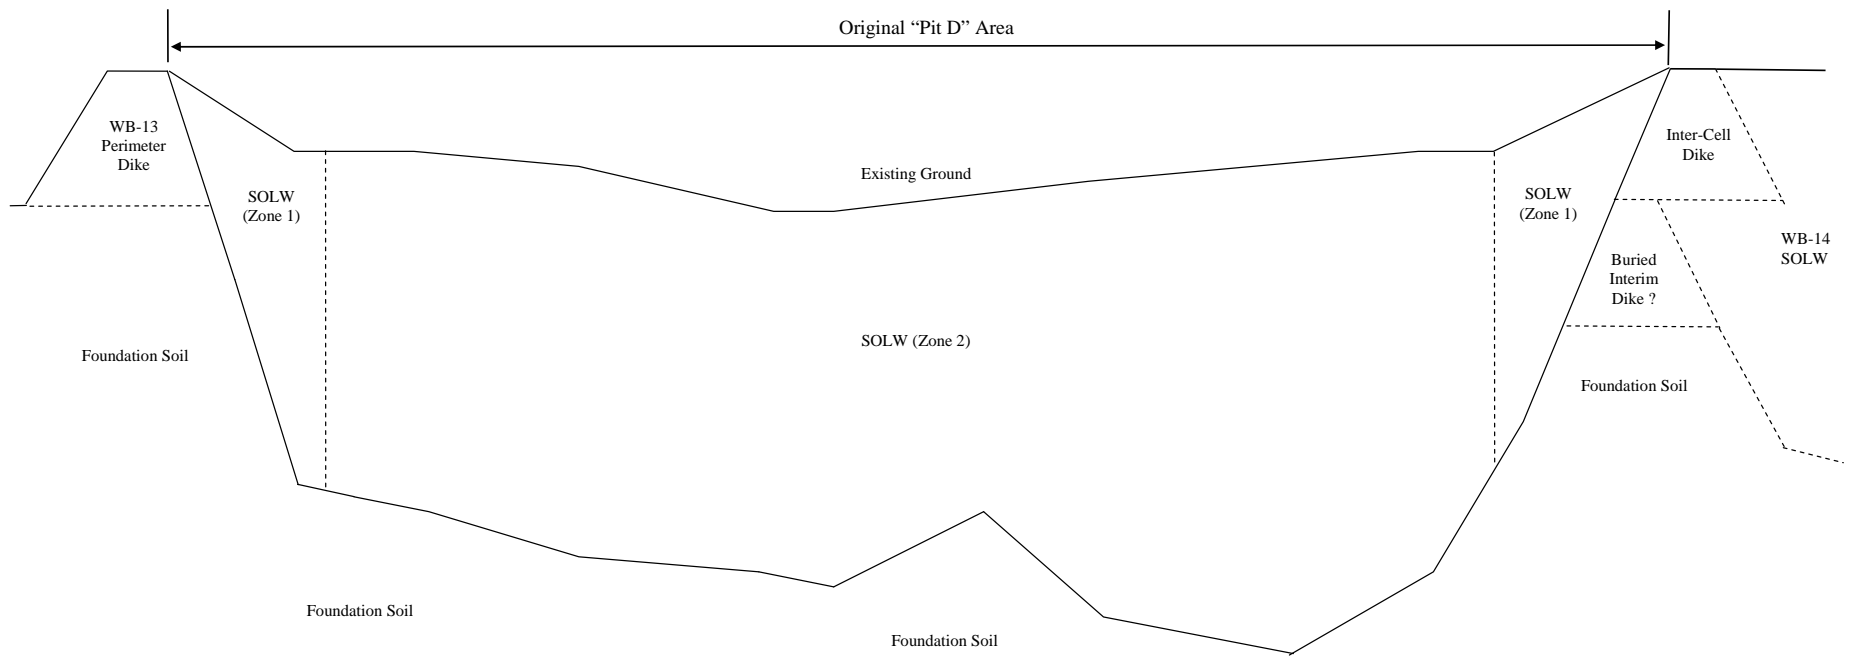 Original “Pit D” Area
WB-13
Perimeter
Dike
Inter-Cell
Dike
Existing Ground
SOLW
(Zone 1)
SOLW
(Zone 1)
WB-14
SOLW
Buried
Interim
Dike ?
SOLW (Zone 2)
Foundation Soil
Foundation Soil
Foundation Soil
Foundation Soil